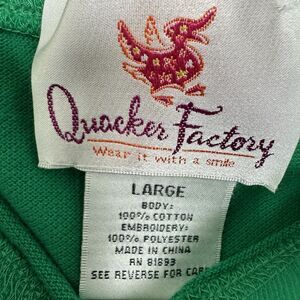 Quacker Factory
Wear it with a smile
LARGE
BODY:
100% COTTON
EMBROIDERY:
100% POLYESTER
MADE IN CHINA
RN 81893
SEE REVERSE FOR CARE